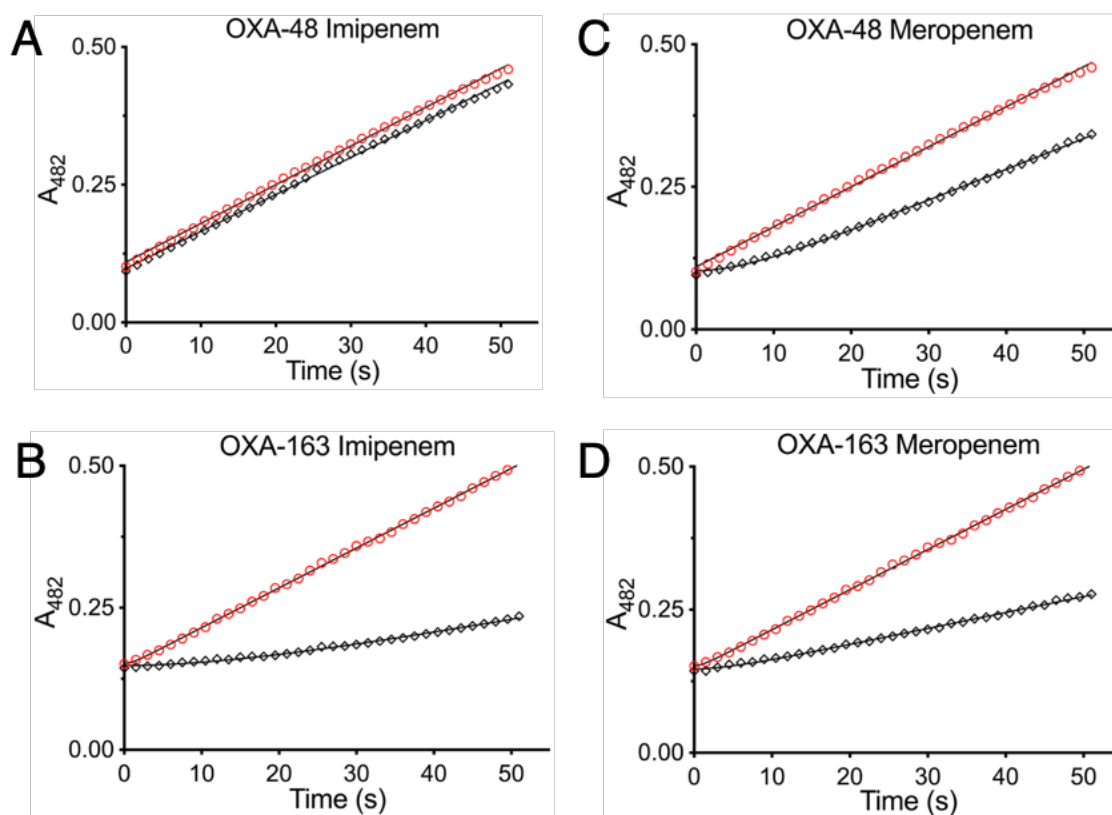 A
OXA-48 Imipenem
0.50
0.25
0.00
A482
0 10 20 30 40 50
Time (s)
C
OXA-48 Meropenem
0.50
0.25
0.00
A482
0 10 20 30 40 50
Time (s)
B
OXA-163 Imipenem
0.50
0.25
0.00
A482
0 10 20 30 40 50
Time (s)
D
OXA-163 Meropenem
0.50
0.25
0.00
A482
0 10 20 30 40 50
Time (s)